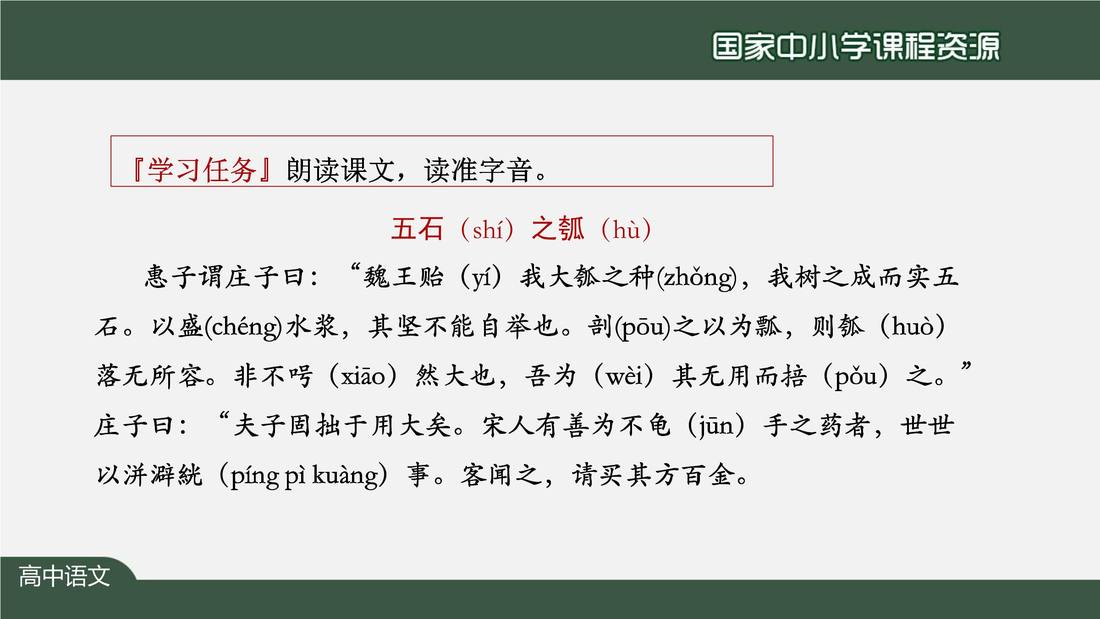 国家中小学课程资源
『学习任务』朗读课文，读准字音。
五石（shí）之瓠（hù）
惠子谓庄子曰：“魏王贻（yí）我大瓠之种(zhǒng)，我树之成而实五
石。以盛(chéng)水浆，其坚不能自举也。剖(pōu)之以为瓢，则瓠（huò）
落无所容。非不呺（xiāo）然大也，吾为（wèi）其无用而掊（pǒu）之。”
庄子曰：“夫子固拙于用大矣。宋人有善为不龟（jūn）手之药者，世世
以洴澼絖（píng pì kuàng）事。客闻之，请买其方百金。
高中语文